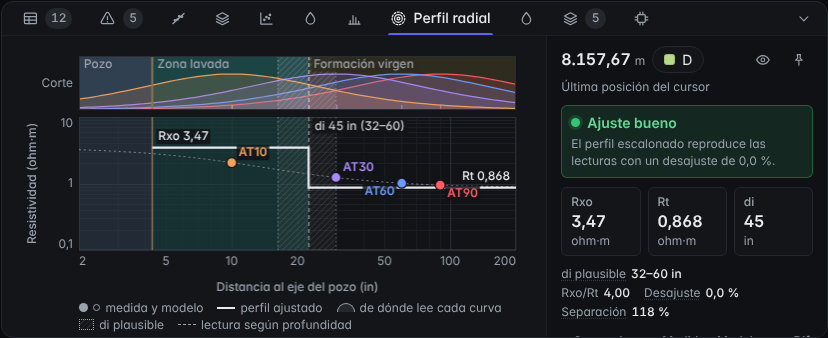 12
5
Perfil radial
5
Pozo
Zona lavada
Formación virgen
Corte
Resistividad (ohm·m)
10
1
0,1
Rxo 3,47
di 45 in (32–60)
AT10
AT30
AT60
AT90
Rt 0,868
2
5
10
20
50
100
200
Distancia al eje del pozo (in)
medida y modelo
perfil ajustado
de dónde lee cada curva
di plausible
lectura según profundidad
8.157,67 m
D
Última posición del cursor
Ajuste bueno
El perfil escalonado reproduce las
lecturas con un desajuste de 0,0 %.
Rxo
3,47
ohm·m
Rt
0,868
ohm·m
di
45
in
di plausible 32–60 in
Rxo/Rt 4,00 Desajuste 0,0 %
Separación 118 %